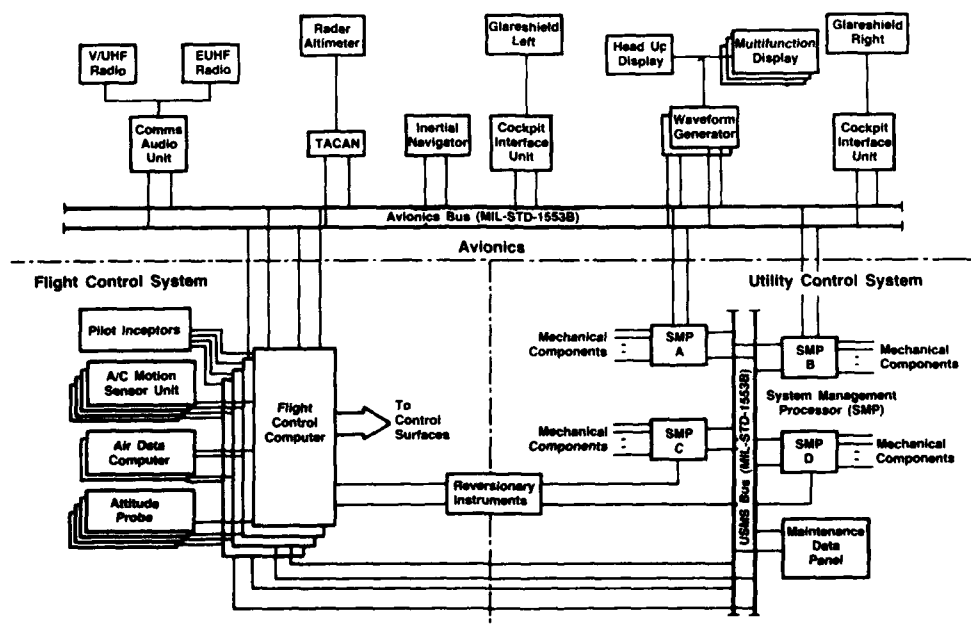 V/UHF
Radio
EUHF
Radio
Radar
Altimeter
Glareshield
Left
Head Up
Display
Multifunction
Display
Glareshield
Right
Comms
Audio
Unit
TACAN
Inertial
Navigator
Cockpit
Interface
Unit
Waveform
Generator
Cockpit
Interface
Unit
Avionics Bus (MIL-STD-1553B)
Avionics
Flight Control System
Utility Control System
Pilot Inceptors
A/C Motion
Sensor Unit
Air Data
Computer
Attitude
Probe
Flight
Control
Computer
To
Control
Surfaces
Reversionary
Instruments
Mechanical
Components
SMP
A
Mechanical
Components
SMP
C
USMS Bus (MIL-STD-1553B)
SMP
B
Mechanical
Components
System Management
Processor (SMP)
SMP
D
Mechanical
Components
Maintenance
Data
Panel